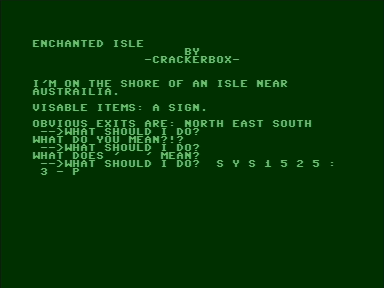 ENCHANTED ISLE
BY
-CRACKERBOX-
I'M ON THE SHORE OF AN ISLE NEAR
AUSTRAILIA.
VISABLE ITEMS: A SIGN.
OBVIOUS EXITS ARE: NORTH EAST SOUTH
-->WHAT SHOULD I DO?
WHAT DO YOU MEAN?!?
-->WHAT SHOULD I DO?
WHAT DOES ' ' MEAN?
-->WHAT SHOULD I DO? S Y S 1 5 2 5 :
3 - P